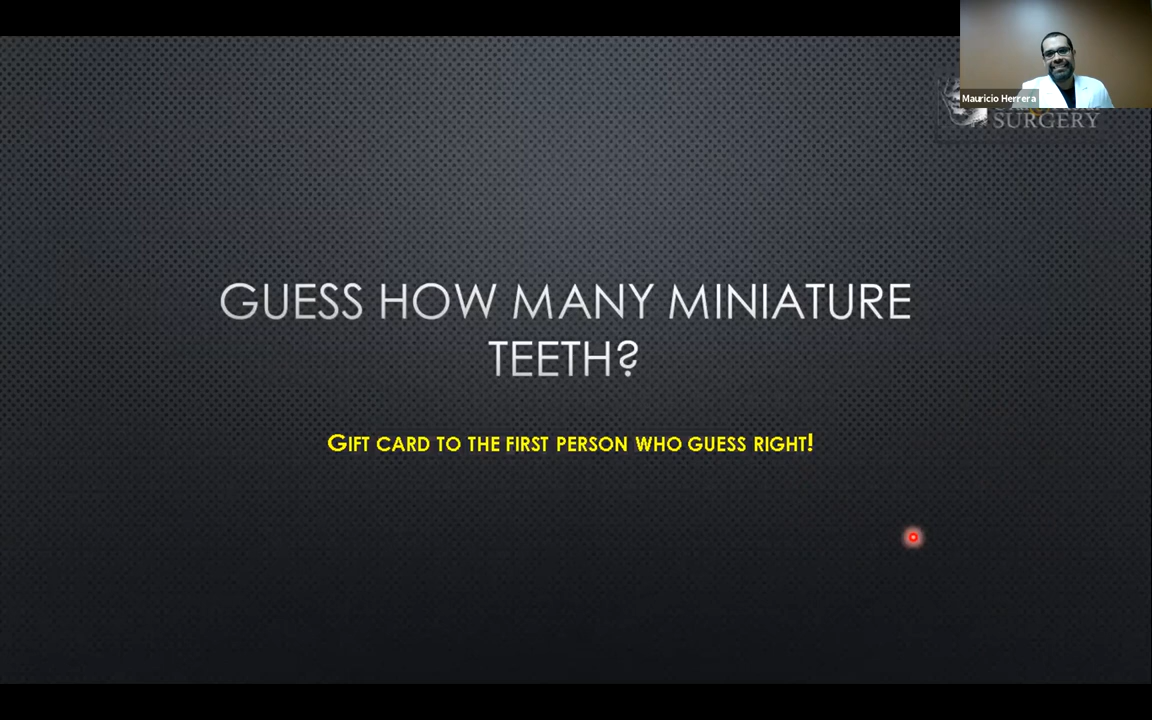 Mauricio Herrera
SURGERY
GUESS HOW MANY MINIATURE
TEETH?
GIFT CARD TO THE FIRST PERSON WHO GUESS RIGHT!